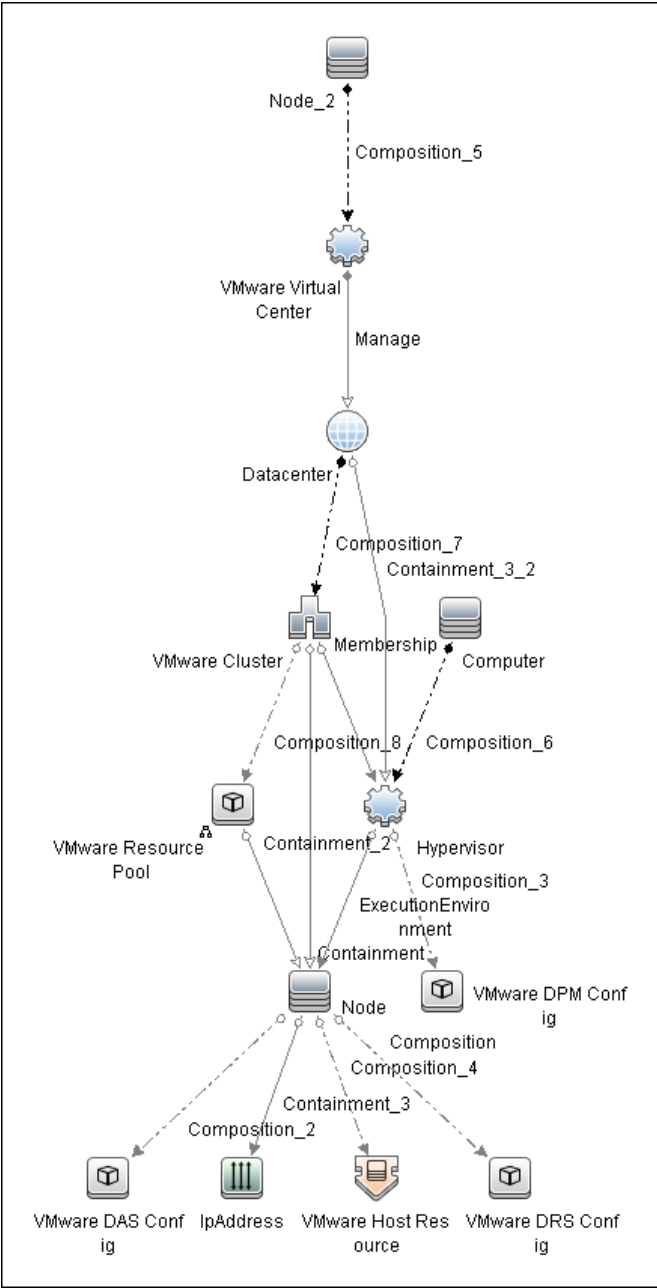 Node_2
Composition_5
VMware Virtual
Center
Manage
Datacenter
Composition_7
Containment_3_2
Membership
VMware Cluster
Computer
Composition_8
Composition_6
Containment_2
Hypervisor
VMware Resource
Pool
Composition_3
ExecutionEnviro
nment
Containment
Node
VMware DPM Conf
ig
Composition
Composition_4
Containment_3
Composition_2
VMware DAS Conf
ig
IpAddress
VMware Host Res
ource
VMware DRS Conf
ig